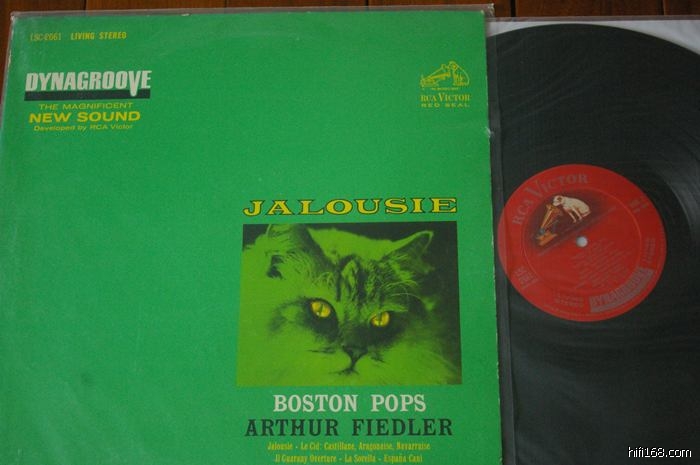 LSC-2661 LIVING STEREO
DYNAGROOVE
THE MAGNIFICENT
NEW SOUND
Developed by RCA Victor
RCA VICTOR
RED SEAL
JALOUSIE
BOSTON POPS
ARTHUR FIEDLER
Jalousie - Le Cid: Castillane, Aragonaise, Navarraise
Il Guarany Overture - La Sorella - España Cani
RCA VICTOR
LIVING
STEREO
DYNAGROOVE
hifi168.com